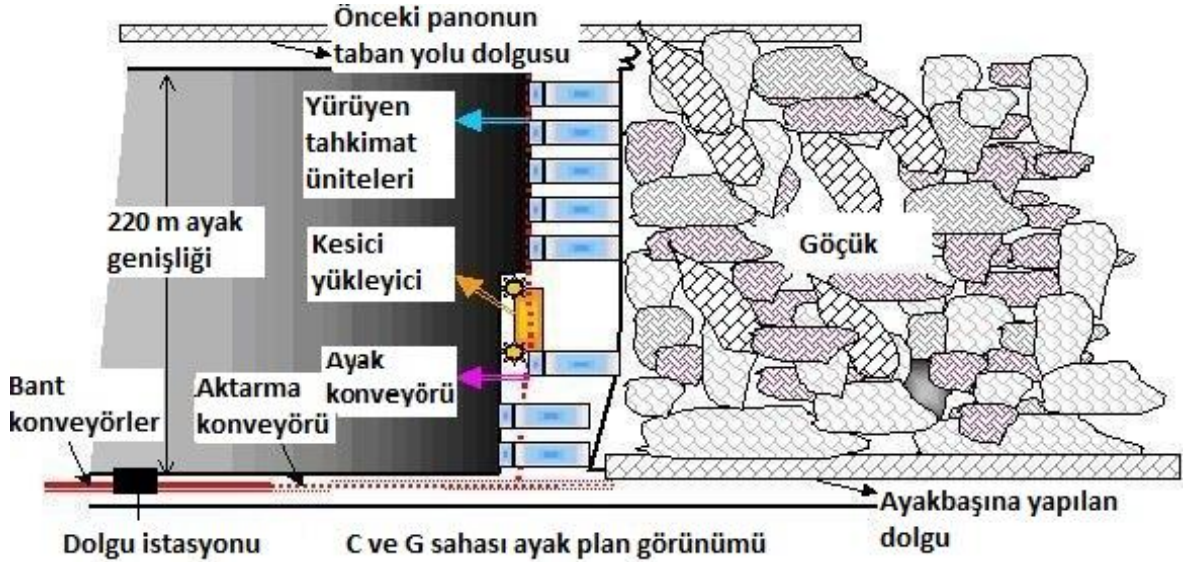 Önceki panonun
taban yolu dolgusu
Yürüyen
tahkimat
üniteleri
220 m ayak
genişliği
Kesici
yükleyici
Göçük
Ayak
konveyörü
Bant
konveyörler
Aktarma
konveyörü
Ayakbaşına yapılan
dolgu
Dolgu istasyonu
C ve G sahası ayak plan görünümü